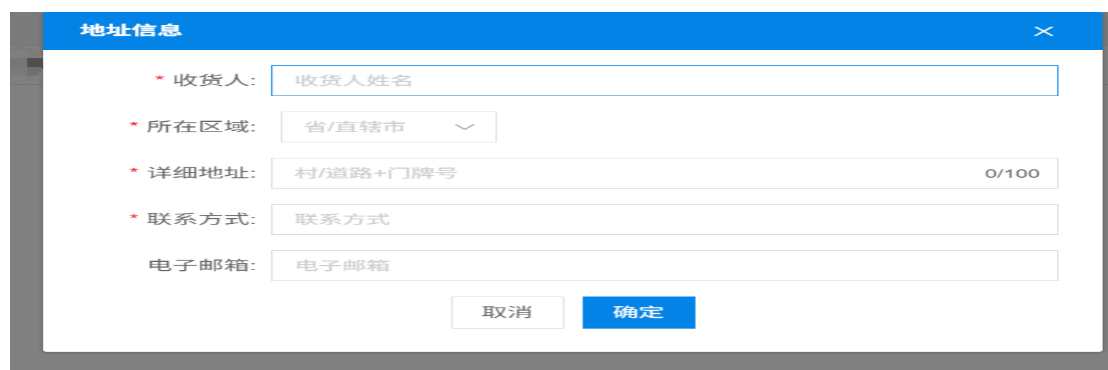 地址信息
* 收货人: 收货人姓名
* 所在区域: 省/直辖市
* 详细地址: 村/道路+门牌号 0/100
* 联系方式: 联系方式
电子邮箱: 电子邮箱
取消 确定